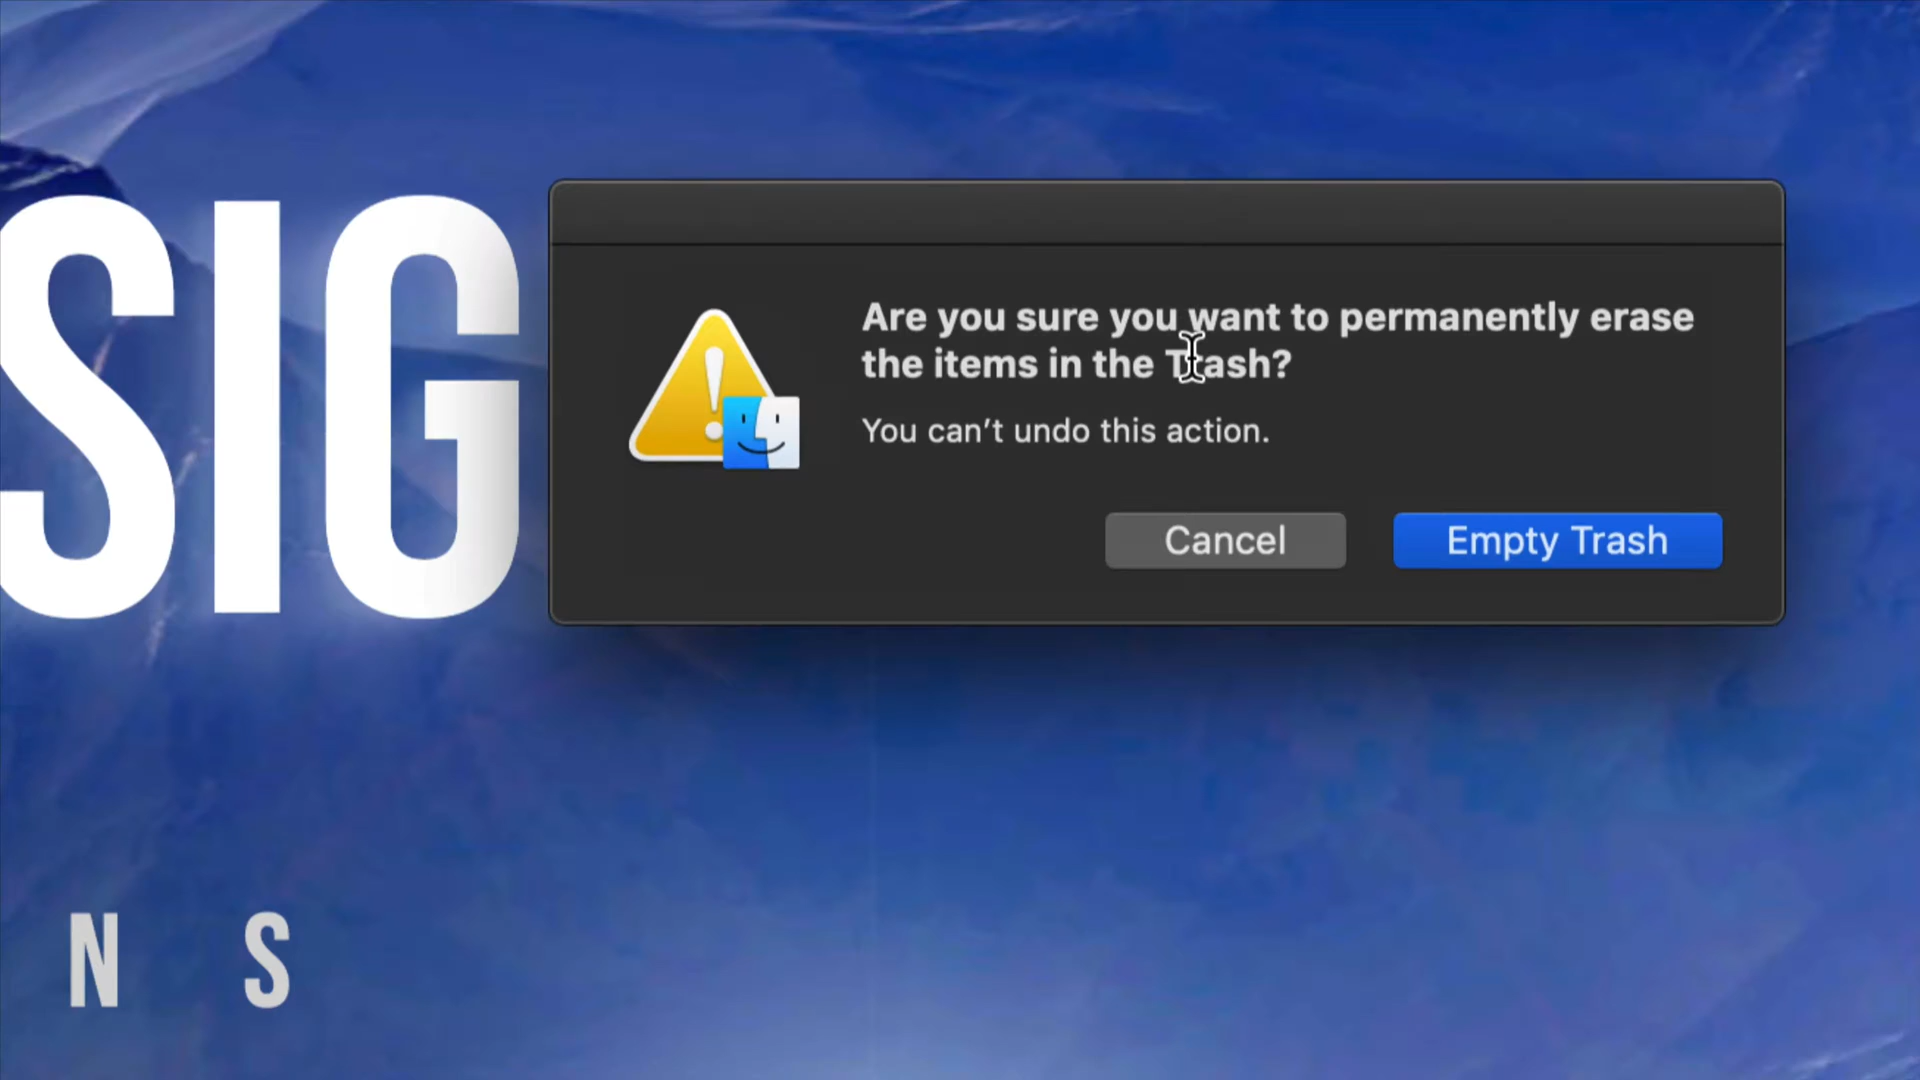 SIG
Are you sure you want to permanently erase
the items in the Trash?
You can’t undo this action.
Cancel Empty Trash
N S